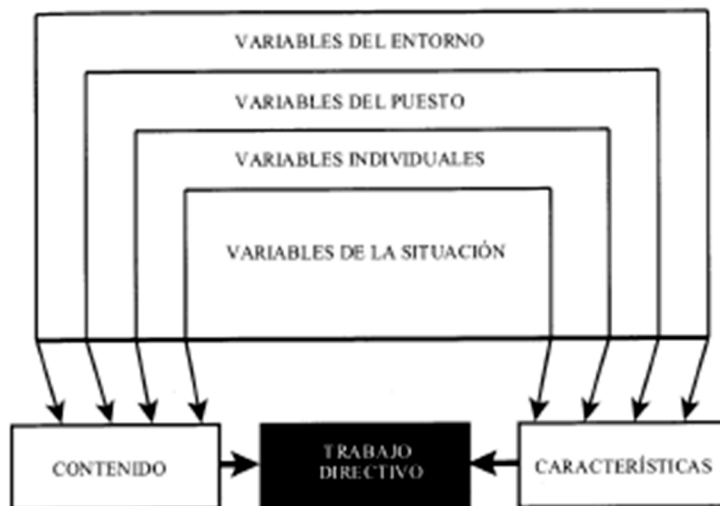 VARIABLES DEL ENTORNO
VARIABLES DEL PUESTO
VARIABLES INDIVIDUALES
VARIABLES DE LA SITUACIÓN
CONTENIDO
TRABAJO
DIRECTIVO
CARACTERÍSTICAS